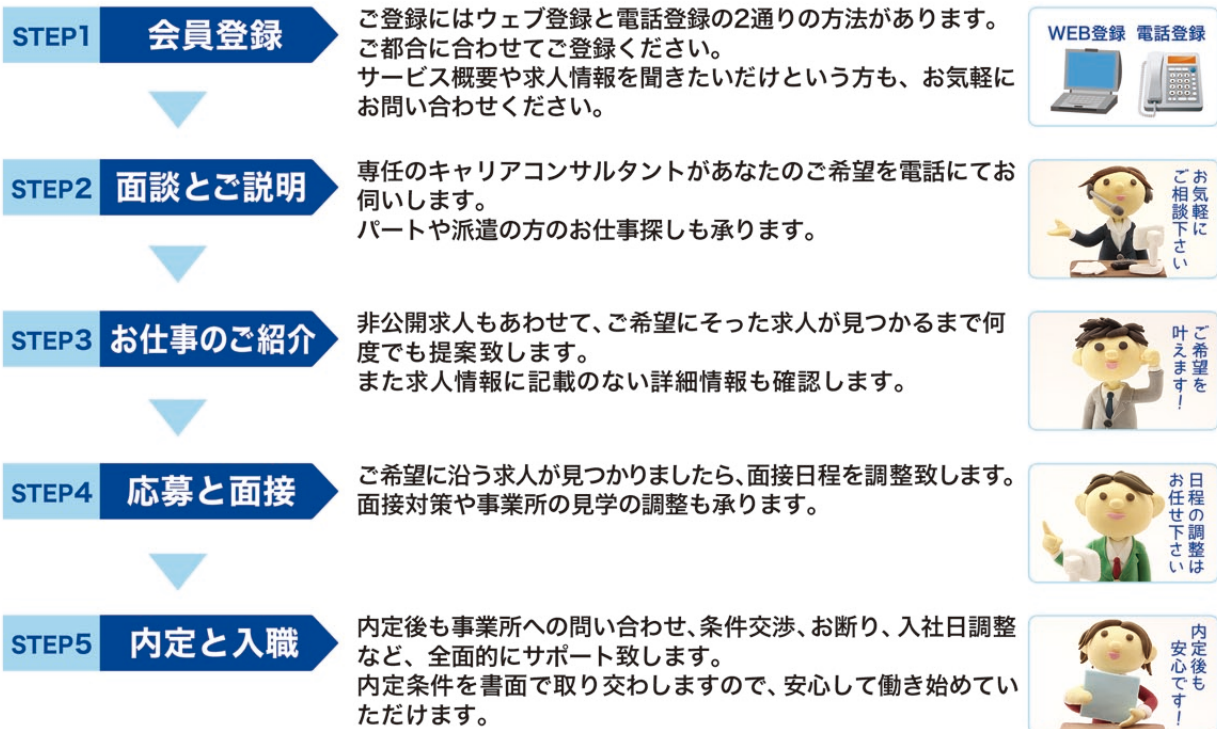 STEP1 会員登録
ご登録にはウェブ登録と電話登録の2通りの方法があります。
ご都合に合わせてご登録ください。
サービス概要や求人情報を聞きたいだけという方も、お気軽に
お問い合わせください。
WEB登録 電話登録
STEP2 面談とご説明
専任のキャリアコンサルタントがあなたのご希望を電話にてお
伺いします。
パートや派遣の方のお仕事探しも承ります。
お気軽に
ご相談下さい
STEP3 お仕事のご紹介
非公開求人もあわせて、ご希望にそった求人が見つかるまで何
度でも提案致します。
また求人情報に記載のない詳細情報も確認します。
ご希望を
叶えます!
STEP4 応募と面接
ご希望に沿う求人が見つかりましたら、面接日程を調整致します。
面接対策や事業所の見学の調整も承ります。
日程の調整は
お任せ下さい
STEP5 内定と入職
内定後も事業所への問い合わせ、条件交渉、お断り、入社日調整
など、全面的にサポート致します。
内定条件を書面で取り交わしますので、安心して働き始めてい
ただけます。
内定後も
安心です!